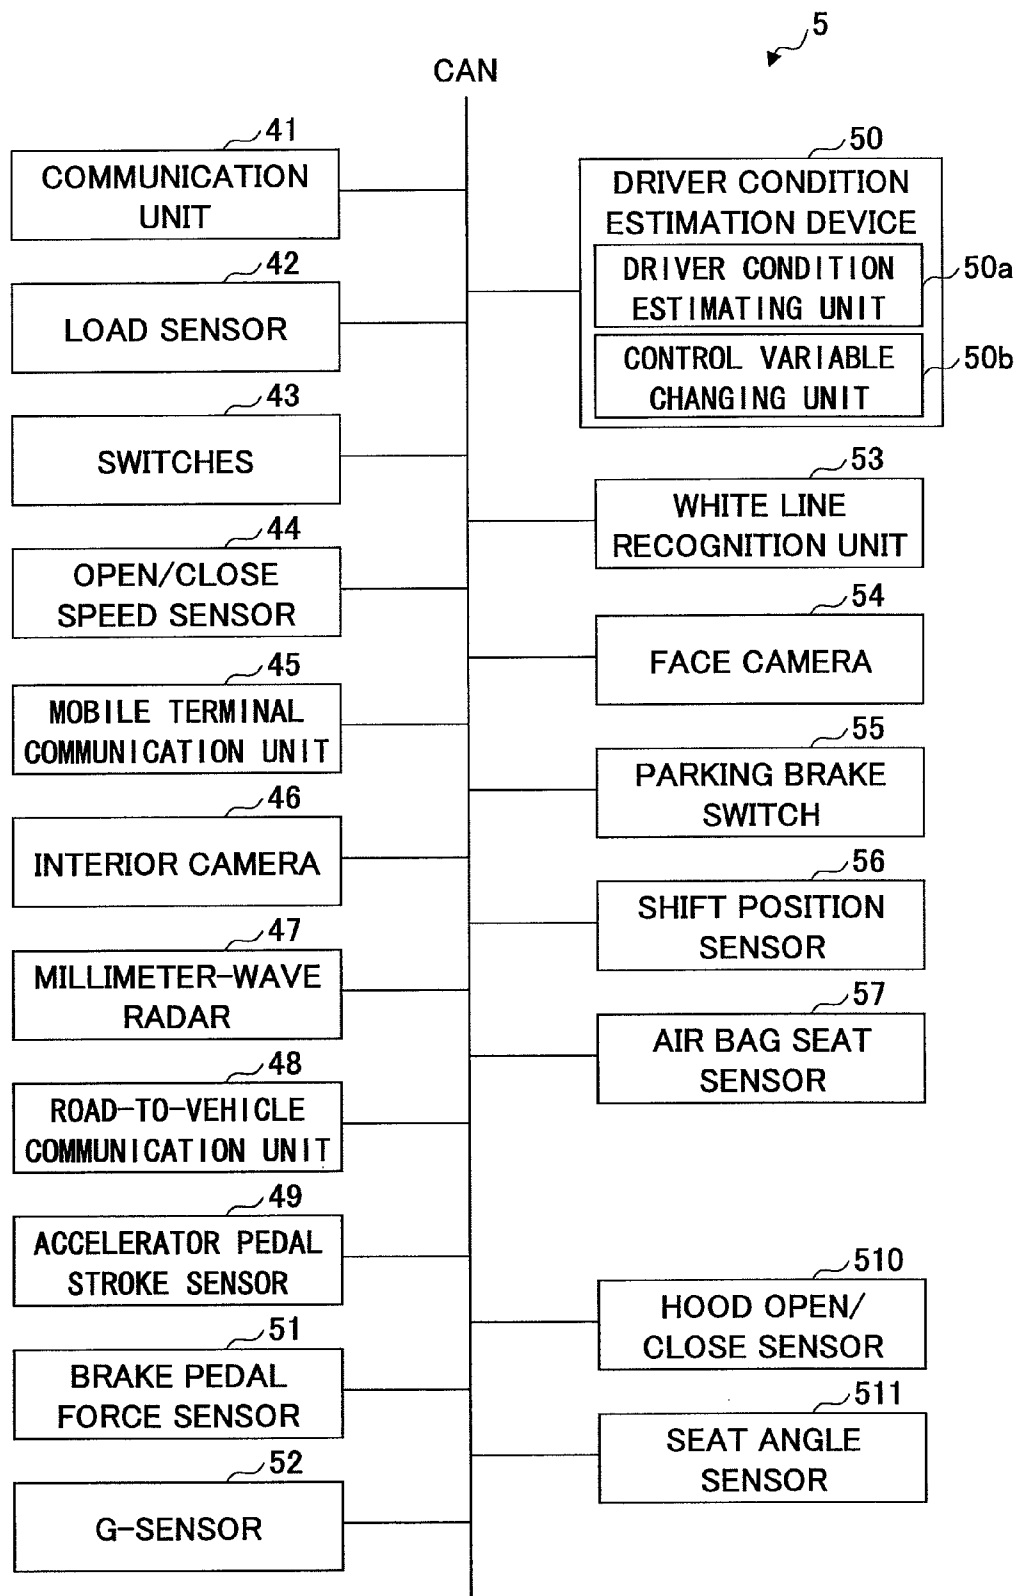 5
CAN
41
COMMUNICATION
UNIT
42
LOAD SENSOR
43
SWITCHES
44
OPEN/CLOSE
SPEED SENSOR
45
MOBILE TERMINAL
COMMUNICATION UNIT
46
INTERIOR CAMERA
47
MILLIMETER-WAVE
RADAR
48
ROAD-TO-VEHICLE
COMMUNICATION UNIT
49
ACCELERATOR PEDAL
STROKE SENSOR
51
BRAKE PEDAL
FORCE SENSOR
52
G-SENSOR
50
DRIVER CONDITION
ESTIMATION DEVICE
DRIVER CONDITION
ESTIMATING UNIT
50a
CONTROL VARIABLE
CHANGING UNIT
50b
53
WHITE LINE
RECOGNITION UNIT
54
FACE CAMERA
55
PARKING BRAKE
SWITCH
56
SHIFT POSITION
SENSOR
57
AIR BAG SEAT
SENSOR
510
HOOD OPEN/
CLOSE SENSOR
511
SEAT ANGLE
SENSOR